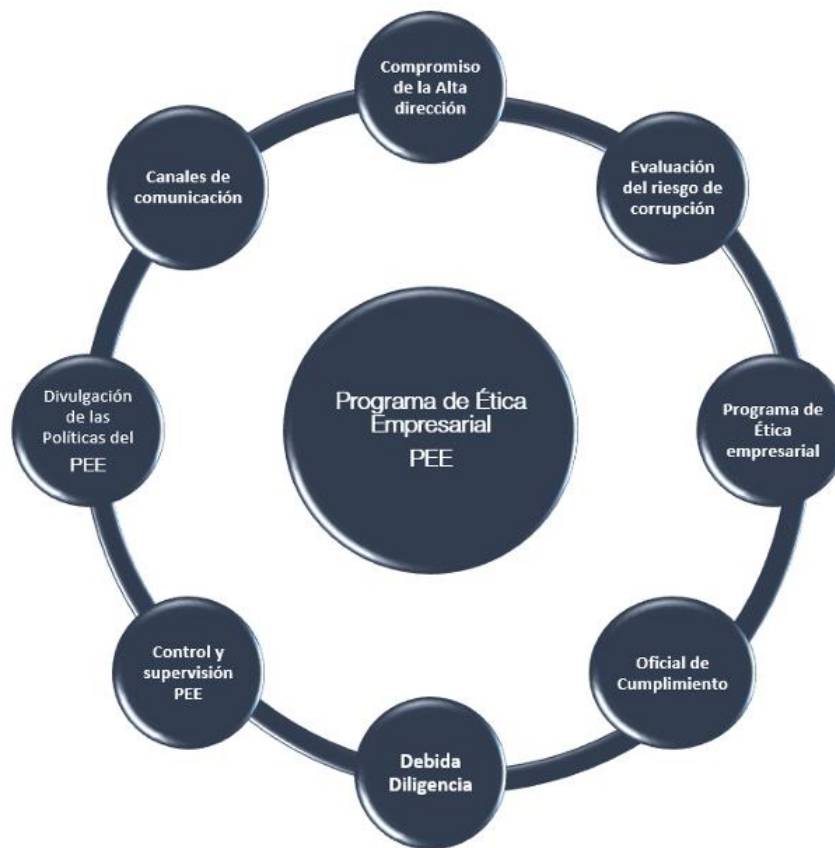 Compromiso
de la Alta
dirección
Evaluación
del riesgo de
corrupción
Programa de
Ética
empresarial
Oficial de
Cumplimiento
Debida
Diligencia
Control y
supervisión
PEE
Divulgación
de las
Políticas del
PEE
Canales de
comunicación
Programa de Ética
Empresarial
PEE